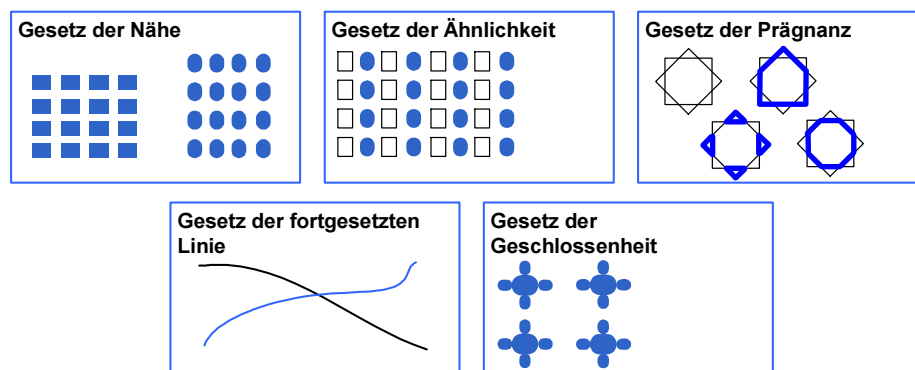 Gesetz der Nähe
Gesetz der Ähnlichkeit
Gesetz der Prägnanz
Gesetz der fortgesetzten
Linie
Gesetz der
Geschlossenheit